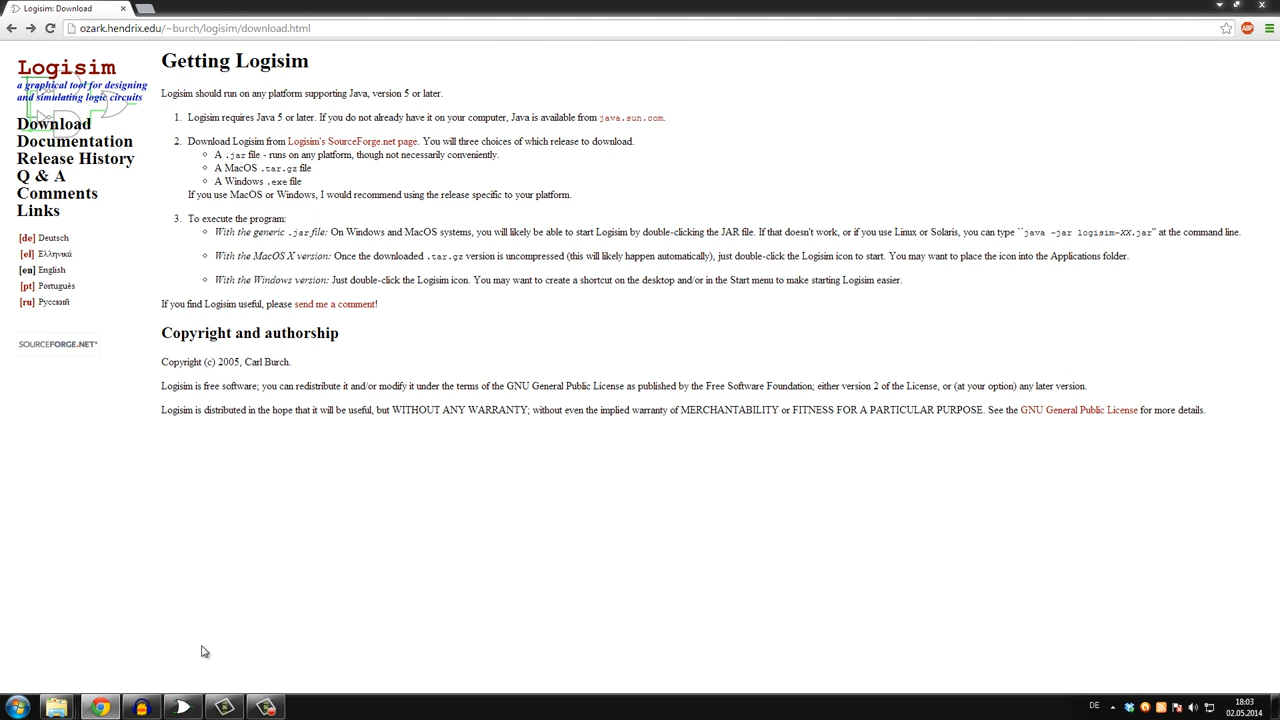 Logisim: Download
ozark.hendrix.edu/~burch/logisim/download.html
ABP
Logisim
a graphical tool for designing
and simulating logic circuits
Download
Documentation
Release History
Q & A
Comments
Links
[de] Deutsch
[el] Ελληνικά
[en] English
[pt] Português
[ru] Русский
SOURCEFORGE.NET®
Getting Logisim
Logisim should run on any platform supporting Java, version 5 or later.
1. Logisim requires Java 5 or later. If you do not already have it on your computer, Java is available from java.sun.com.
2. Download Logisim from Logisim's SourceForge.net page. You will three choices of which release to download.
A .jar file - runs on any platform, though not necessarily conveniently.
A MacOS .tar.gz file
A Windows .exe file
If you use MacOS or Windows, I would recommend using the release specific to your platform.
3. To execute the program:
With the generic .jar file: On Windows and MacOS systems, you will likely be able to start Logisim by double-clicking the JAR file. If that doesn't work, or if you use Linux or Solaris, you can type ``java -jar logisim-XX.jar'' at the command line.
With the MacOS X version: Once the downloaded .tar.gz version is uncompressed (this will likely happen automatically), just double-click the Logisim icon to start. You may want to place the icon into the Applications folder.
With the Windows version: Just double-click the Logisim icon. You may want to create a shortcut on the desktop and/or in the Start menu to make starting Logisim easier.
If you find Logisim useful, please send me a comment!
Copyright and authorship
Copyright (c) 2005, Carl Burch.
Logisim is free software; you can redistribute it and/or modify it under the terms of the GNU General Public License as published by the Free Software Foundation; either version 2 of the License, or (at your option) any later version.
Logisim is distributed in the hope that it will be useful, but WITHOUT ANY WARRANTY; without even the implied warranty of MERCHANTABILITY or FITNESS FOR A PARTICULAR PURPOSE. See the GNU General Public License for more details.
DE
18:03
02.05.2014